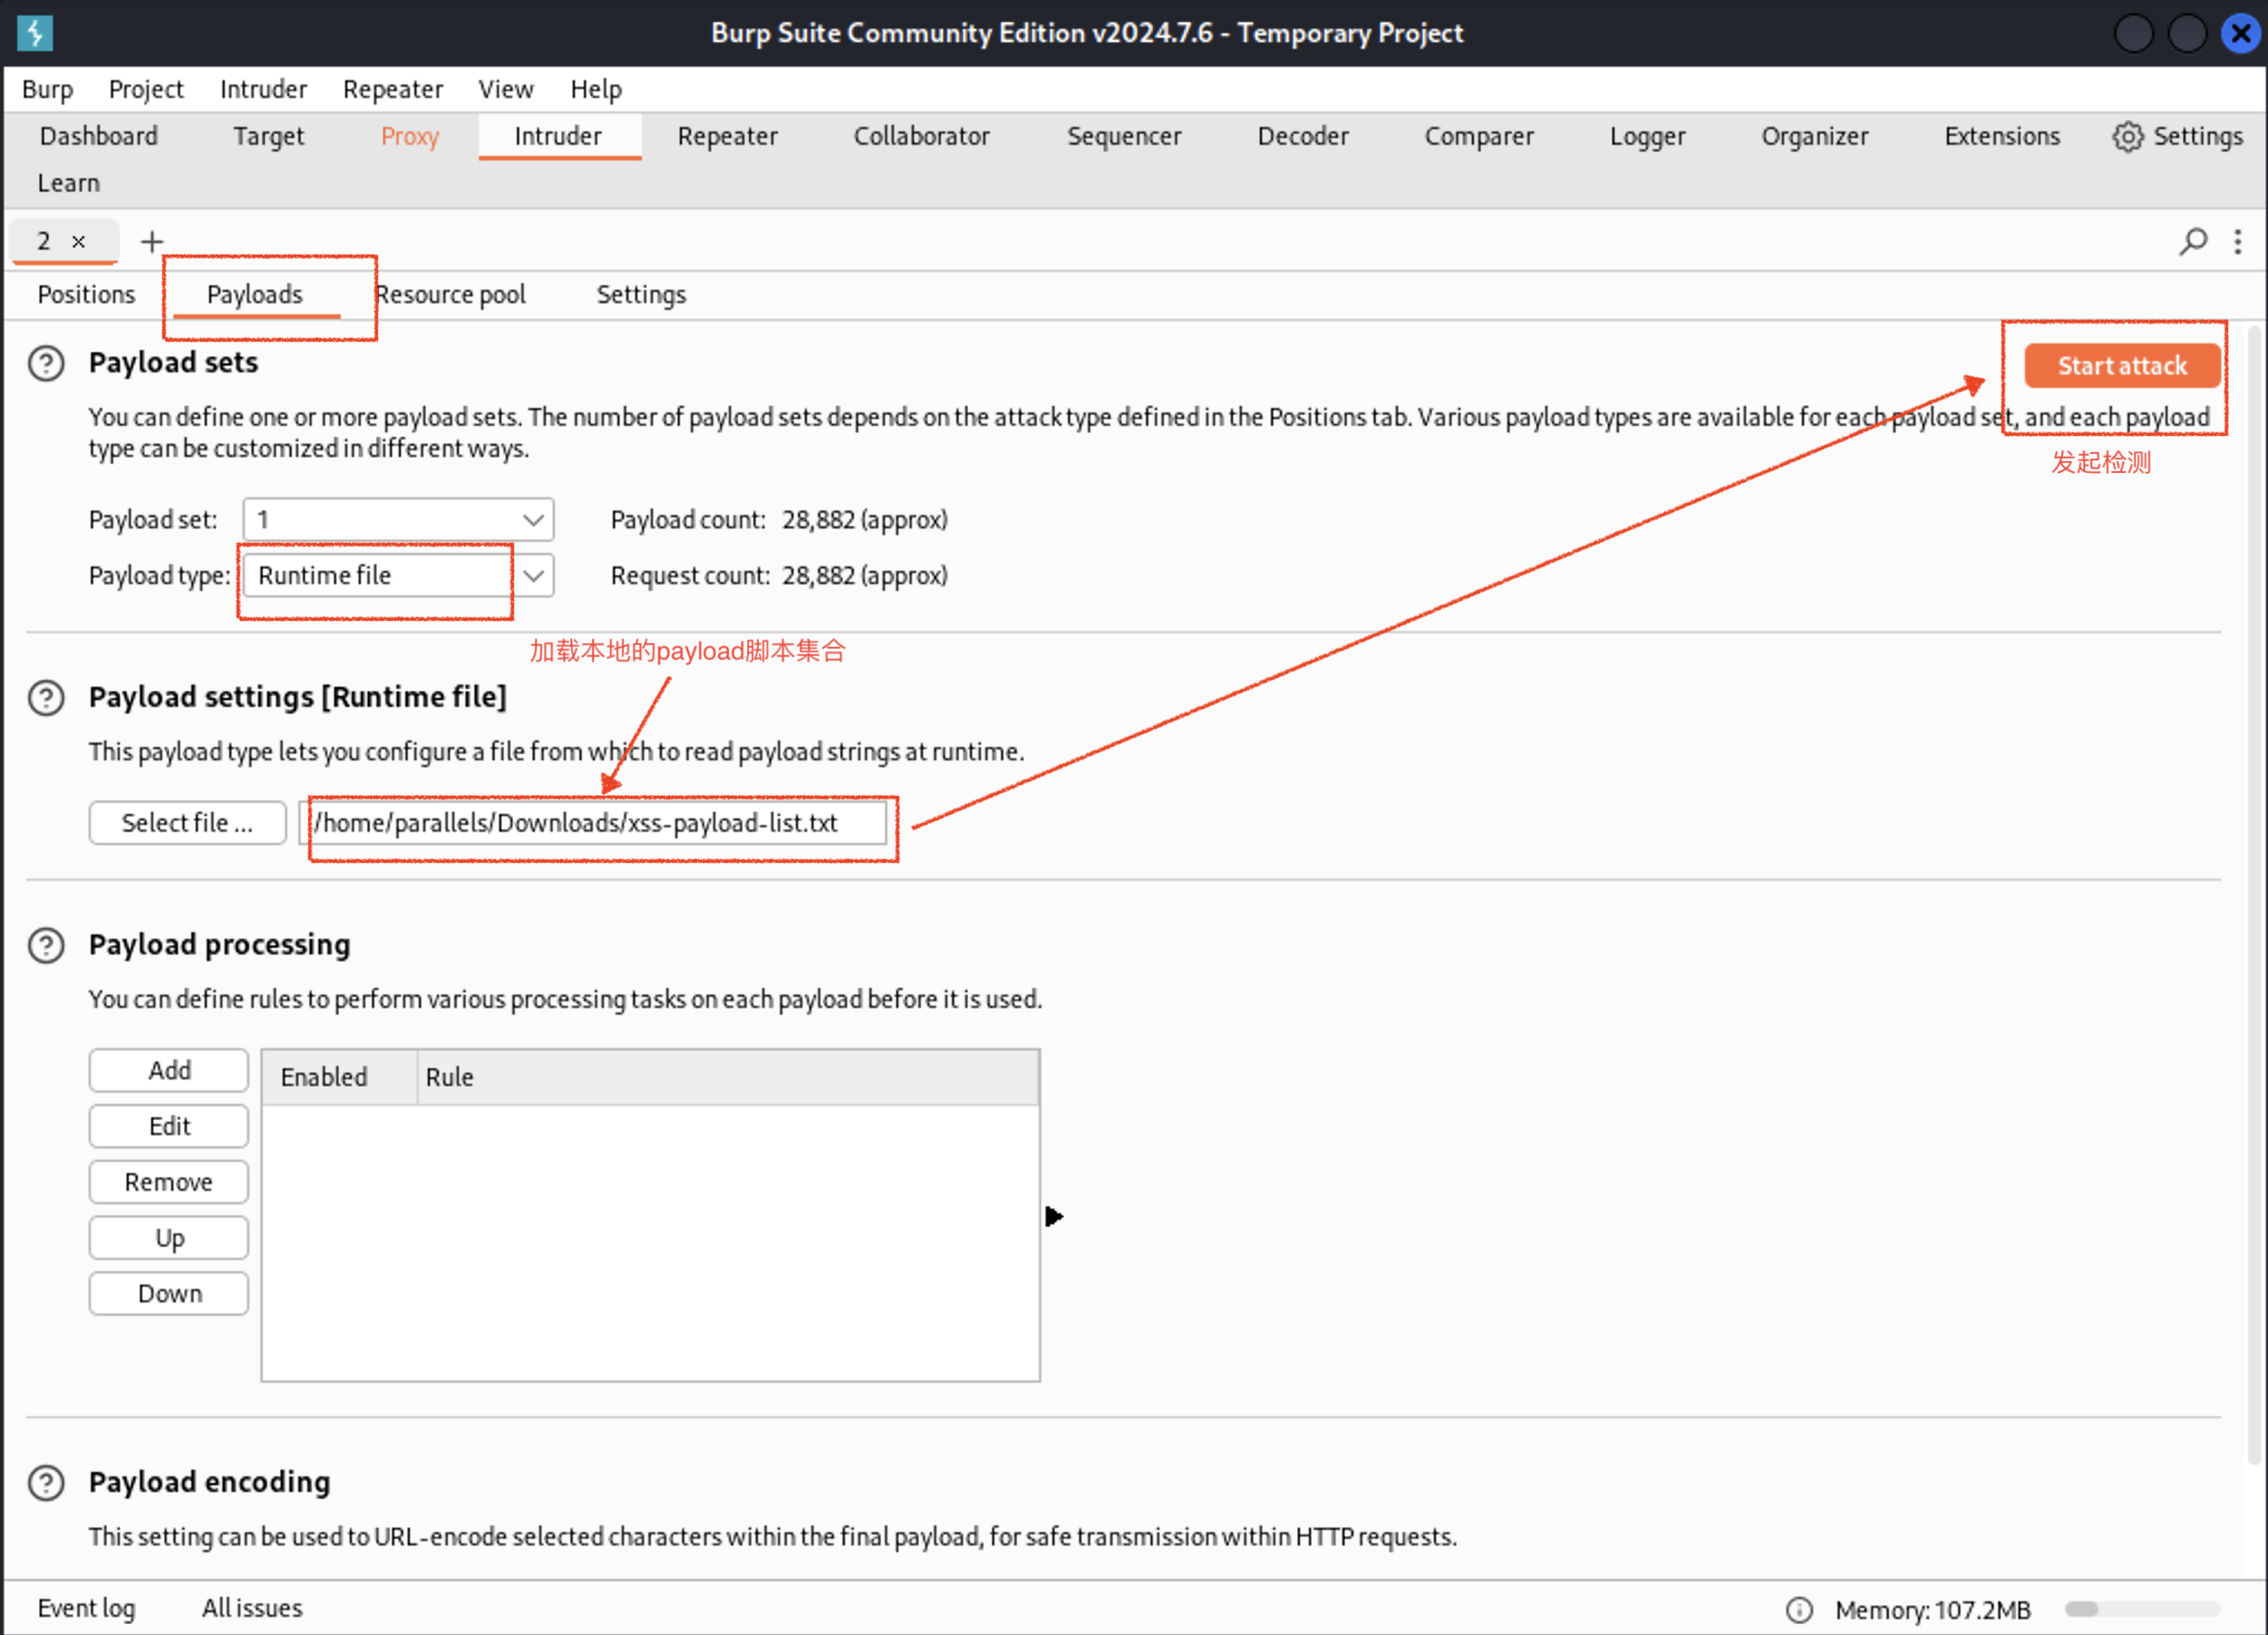 Burp Suite Community Edition v2024.7.6 - Temporary Project
Burp Project Intruder Repeater View Help
Dashboard Target Proxy Intruder Repeater Collaborator Sequencer Decoder Comparer Logger Organizer Extensions Settings
Learn
2 × +
Positions Payloads Resource pool Settings
Payload sets
Start attack
You can define one or more payload sets. The number of payload sets depends on the attack type defined in the Positions tab. Various payload types are available for each payload set, and each payload
type can be customized in different ways.
发起检测
Payload set: 1 Payload count: 28,882 (approx)
Payload type: Runtime file Request count: 28,882 (approx)
加载本地的payload脚本集合
Payload settings [Runtime file]
This payload type lets you configure a file from which to read payload strings at runtime.
Select file ... /home/parallels/Downloads/xss-payload-list.txt
Payload processing
You can define rules to perform various processing tasks on each payload before it is used.
Add
Enabled Rule
Edit
Remove
Up
Down
Payload encoding
This setting can be used to URL-encode selected characters within the final payload, for safe transmission within HTTP requests.
Event log All issues Memory: 107.2MB